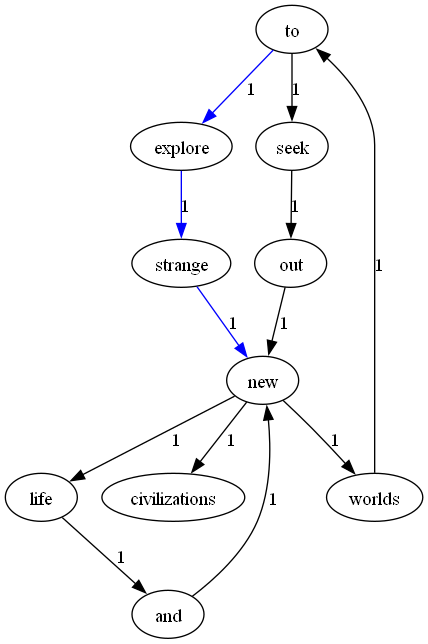 to
1 1
explore seek
1 1
strange out
1 1
new
1 1 1
life civilizations worlds
1
1 1
and